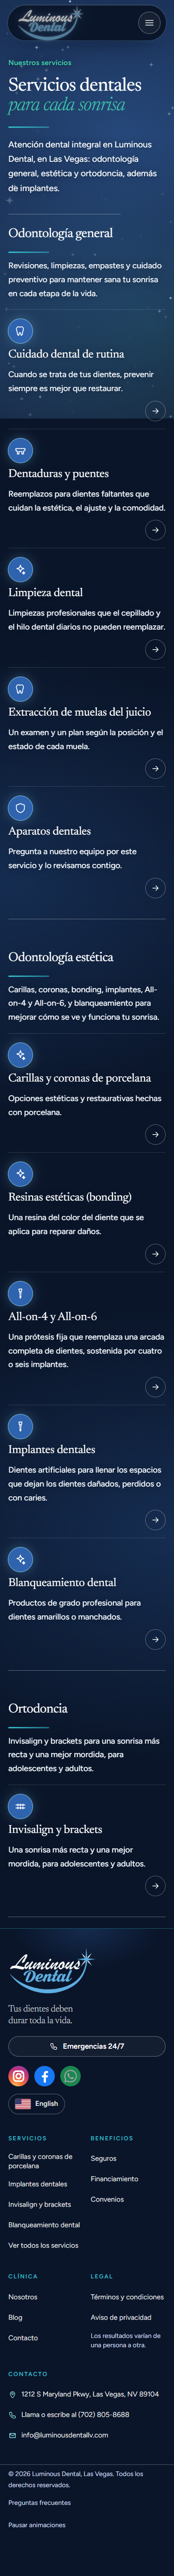 Luminous
Dental
Nuestros servicios
Servicios dentales
para cada sonrisa
Atención dental integral en Luminous
Dental, en Las Vegas: odontología
general, estética y ortodoncia, además
de implantes.
Odontología general
Revisiones, limpiezas, empastes y cuidado
preventivo para mantener sana tu sonrisa
en cada etapa de la vida.
Cuidado dental de rutina
Cuando se trata de tus dientes, prevenir
siempre es mejor que restaurar.
Dentaduras y puentes
Reemplazos para dientes faltantes que
cuidan la estética, el ajuste y la comodidad.
Limpieza dental
Limpiezas profesionales que el cepillado y
el hilo dental diarios no pueden reemplazar.
Extracción de muelas del juicio
Un examen y un plan según la posición y el
estado de cada muela.
Aparatos dentales
Pregunta a nuestro equipo por este
servicio y lo revisamos contigo.
Odontología estética
Carillas, coronas, bonding, implantes, All-
on-4 y All-on-6, y blanqueamiento para
mejorar cómo se ve y funciona tu sonrisa.
Carillas y coronas de porcelana
Opciones estéticas y restaurativas hechas
con porcelana.
Resinas estéticas (bonding)
Una resina del color del diente que se
aplica para reparar daños.
All-on-4 y All-on-6
Una prótesis fija que reemplaza una arcada
completa de dientes, sostenida por cuatro
o seis implantes.
Implantes dentales
Dientes artificiales para llenar los espacios
que dejan los dientes dañados, perdidos o
con caries.
Blanqueamiento dental
Productos de grado profesional para
dientes amarillos o manchados.
Ortodoncia
Invisalign y brackets para una sonrisa más
recta y una mejor mordida, para
adolescentes y adultos.
Invisalign y brackets
Una sonrisa más recta y una mejor
mordida, para adolescentes y adultos.
Luminous
Dental
Tus dientes deben
durar toda la vida.
Emergencias 24/7
English
SERVICIOS
Carillas y coronas de
porcelana
Implantes dentales
Invisalign y brackets
Blanqueamiento dental
Ver todos los servicios
BENEFICIOS
Seguros
Financiamiento
Convenios
CLÍNICA
Nosotros
Blog
Contacto
LEGAL
Términos y condiciones
Aviso de privacidad
Los resultados varían de
una persona a otra.
CONTACTO
1212 S Maryland Pkwy, Las Vegas, NV 89104
Llama o escribe al (702) 805-8688
info@luminousdentallv.com
© 2026 Luminous Dental, Las Vegas. Todos los
derechos reservados.
Preguntas frecuentes
Pausar animaciones